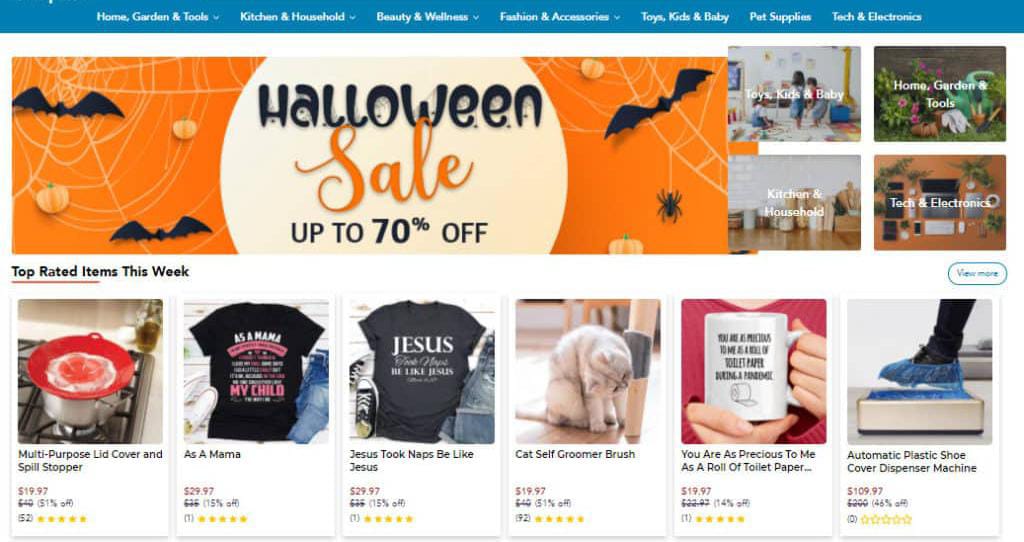 Home, Garden & Tools Kitchen & Household Beauty & Wellness Fashion & Accessories Toys, Kids & Baby Pet Supplies Tech & Electronics
HALLOWEEN
Sale
UP TO 70% OFF
Toys, Kids & Baby
Home, Garden &
Tools
Kitchen &
Household
Tech & Electronics
Top Rated Items This Week
View more
AS A MAMA
MY CHILD
JESUS
Took Naps
BE LIKE JESUS
YOU ARE AS PRECIOUS
TO ME AS A ROLL OF
TOILET PAPER
DURING A PANDEMIC
Multi-Purpose Lid Cover and
Spill Stopper
$19.97
$40 (51% off)
(52)
As A Mama
$29.97
$35 (15% off)
(1)
Jesus Took Naps Be Like
Jesus
$29.97
$35 (15% off)
(1)
Cat Self Groomer Brush
$19.97
$40 (51% off)
(92)
You Are As Precious To Me
As A Roll Of Toilet Paper...
$19.97
$22.97 (14% off)
(1)
Automatic Plastic Shoe
Cover Dispenser Machine
$109.97
$200 (46% off)
(0)